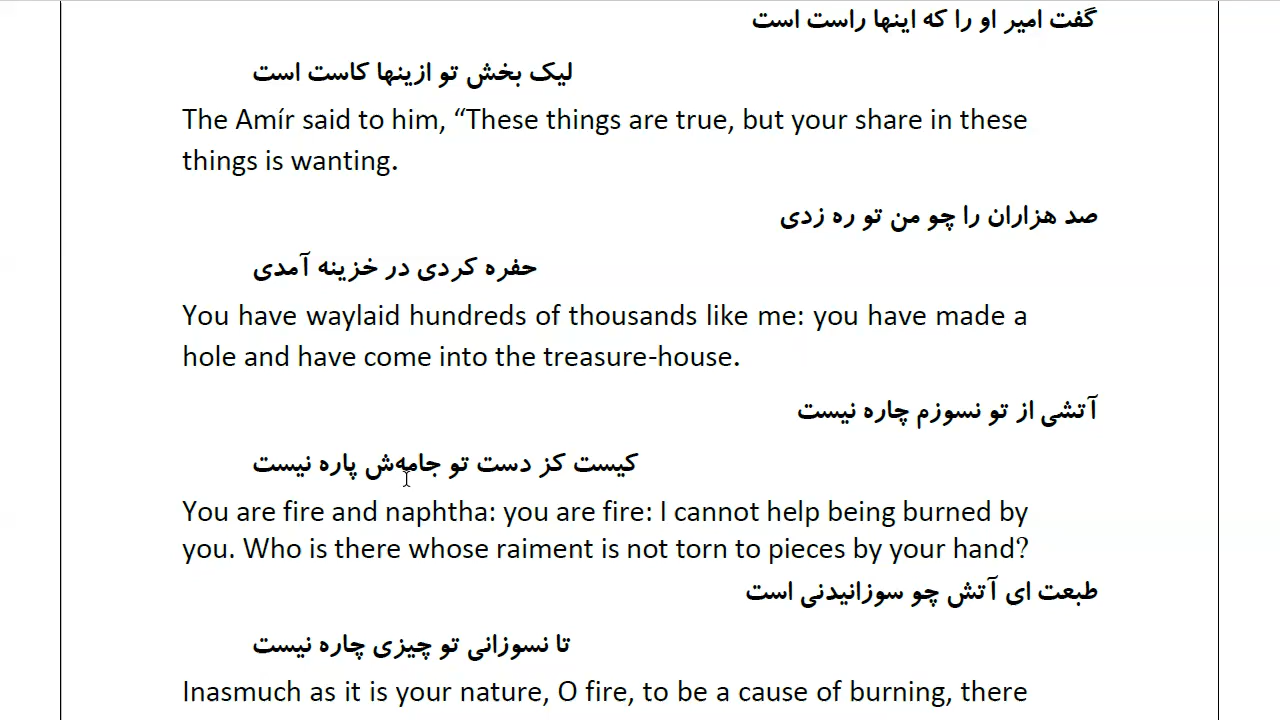 گفت امیر او را که اینها راست است
لیک بخش تو ازینها کاست است
The Amír said to him, “These things are true, but your share in these
things is wanting.
صد هزاران را چو من تو ره زدی
حفره کردی در خزینه آمدی
You have waylaid hundreds of thousands like me: you have made a
hole and have come into the treasure-house.
آتشی از تو نسوزم چاره نیست
کیست کز دست تو جامه‌ش پاره نیست
You are fire and naphtha: you are fire: I cannot help being burned by
you. Who is there whose raiment is not torn to pieces by your hand?
طبعت ای آتش چو سوزانیدنی است
تا نسوزانی تو چیزی چاره نیست
Inasmuch as it is your nature, O fire, to be a cause of burning, there